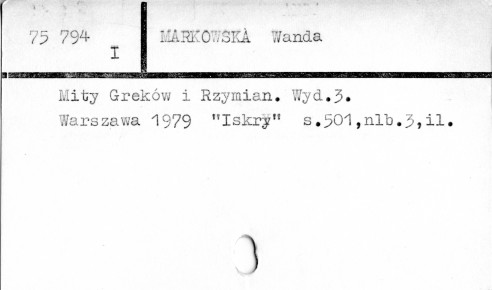 75 794
I
MARKOWSKA Wanda
Mity Greków i Rzymian. Wyd.3.
Warszawa 1979 "Iskry" s.501,nlb.3,il.